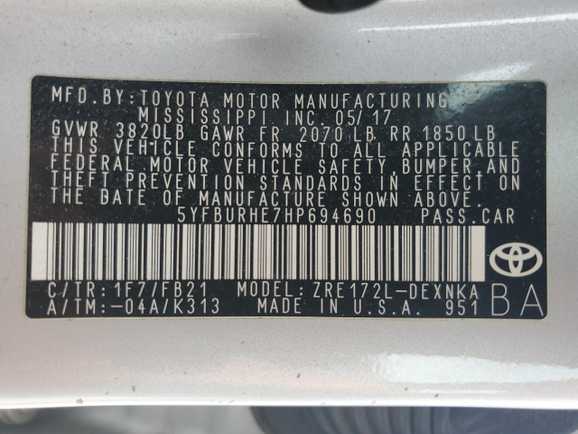 MFD.BY:TOYOTA MOTOR MANUFACTURING
MISSISSIPPI INC. 05/17
GVWR 3820LB GAWR FR 2070 LB RR 1850 LB
THIS VEHICLE CONFORMS TO ALL APPLICABLE
FEDERAL MOTOR VEHICLE SAFETY, BUMPER,AND
THEFT PREVENTION STANDARDS IN EFFECT ON
THE DATE OF MANUFACTURE SHOWN ABOVE.
5YFBURHE7HP694690 PASS.CAR
C/TR:1F7/FB21 MODEL:ZRE172L-DEXNKA
A/TM:-04A/K313 MADE IN U.S.A. 951
BA